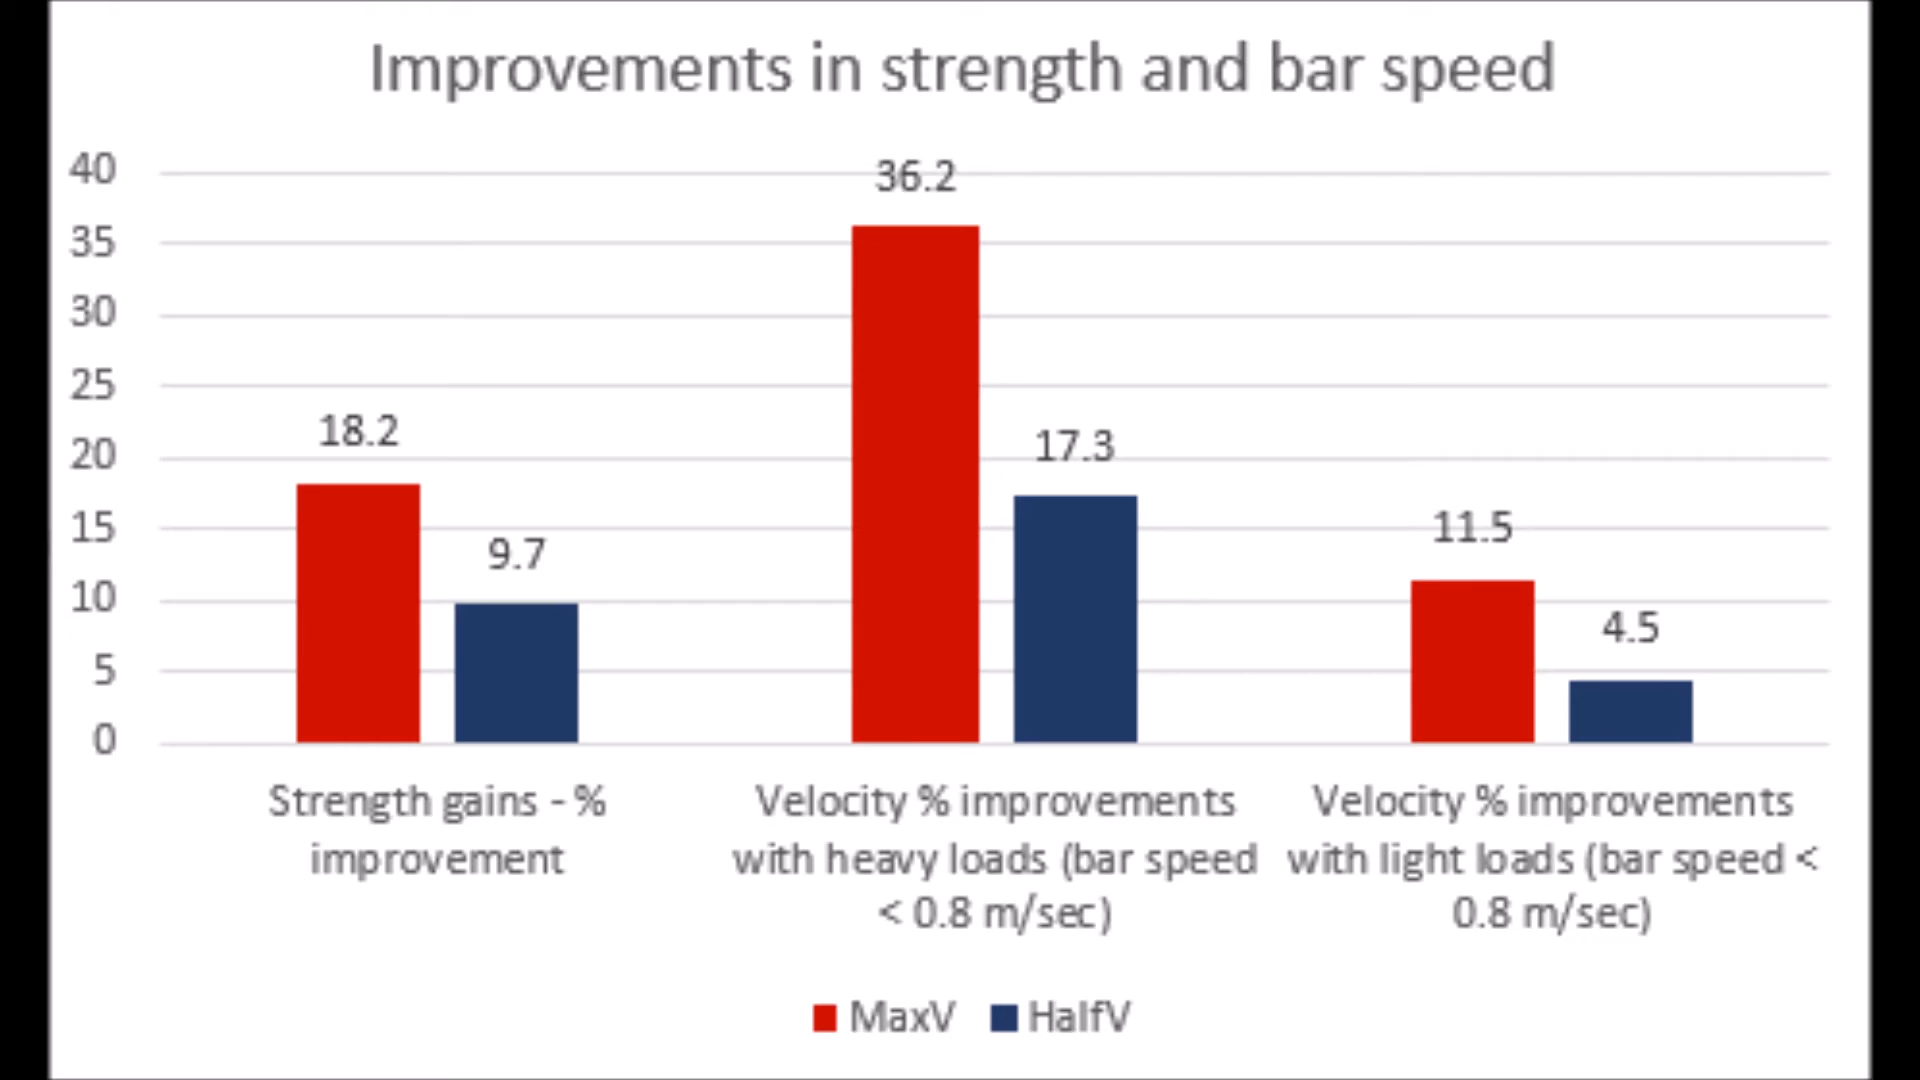 Improvements in strength and bar speed
40
35
30
25
20
15
10
5
0
18.2
9.7
36.2
17.3
11.5
4.5
Strength gains - %
improvement
Velocity % improvements
with heavy loads (bar speed
< 0.8 m/sec)
Velocity % improvements
with light loads (bar speed <
0.8 m/sec)
MaxV HalfV